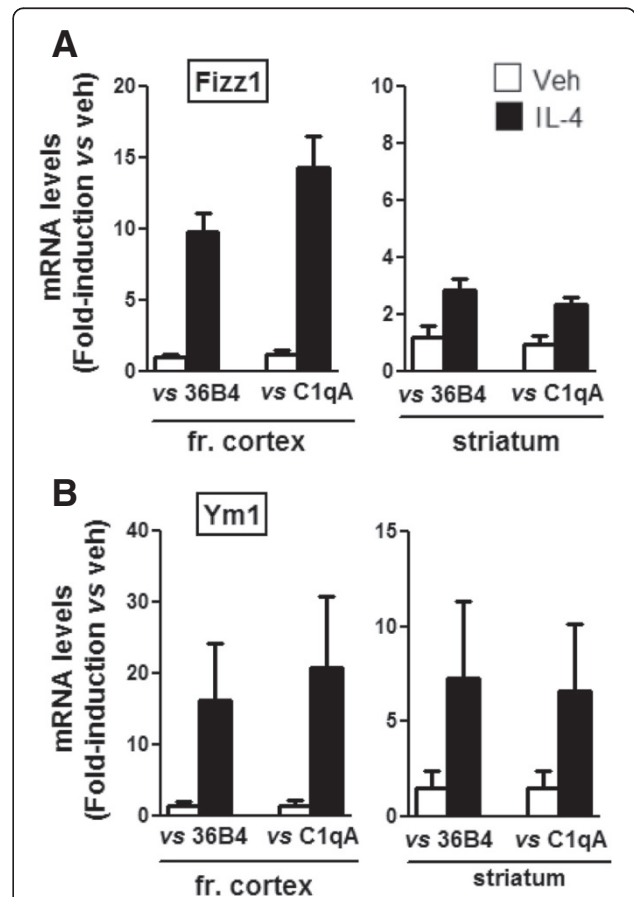 A
Fizz1
Veh
IL-4
mRNA levels
(Fold-induction vs veh)
20
15
10
5
0
10
8
6
4
2
0
vs 36B4 vs C1qA
vs 36B4 vs C1qA
fr. cortex
striatum
B
Ym1
mRNA levels
(Fold-induction vs veh)
40
30
20
10
0
15
10
5
0
vs 36B4 vs C1qA
vs 36B4 vs C1qA
fr. cortex
striatum